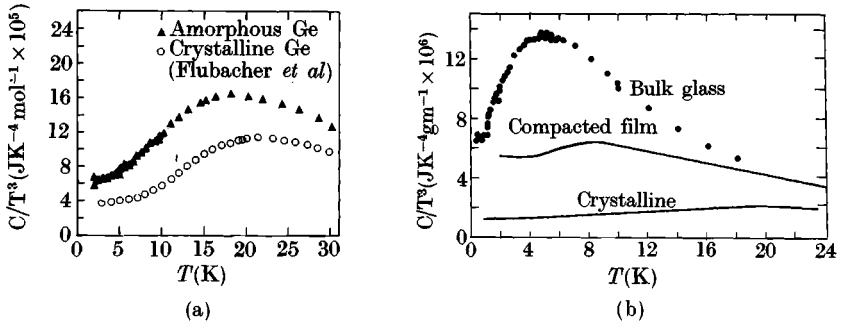 C/T³(JK⁻⁴mol⁻¹ × 10⁵)
24
20
16
12
8
4
0
▲ Amorphous Ge
○ Crystalline Ge
(Flubacher et al)
0 5 10 15 20 25 30
T(K)
(a)
C/T³(JK⁻⁴gm⁻¹ × 10⁶)
12
8
4
0
Bulk glass
Compacted film
Crystalline
0 4 8 12 16 20 24
T(K)
(b)